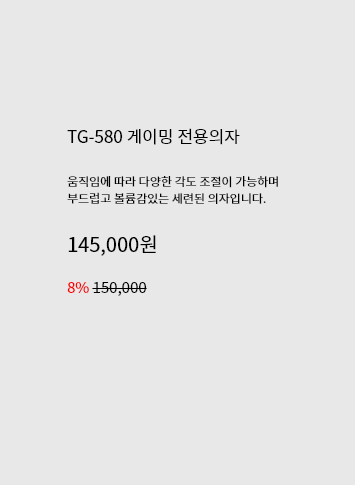 TG-580 게이밍 전용의자
움직임에 따라 다양한 각도 조절이 가능하며
부드럽고 볼륨감있는 세련된 의자입니다.
145,000원
8% 150,000